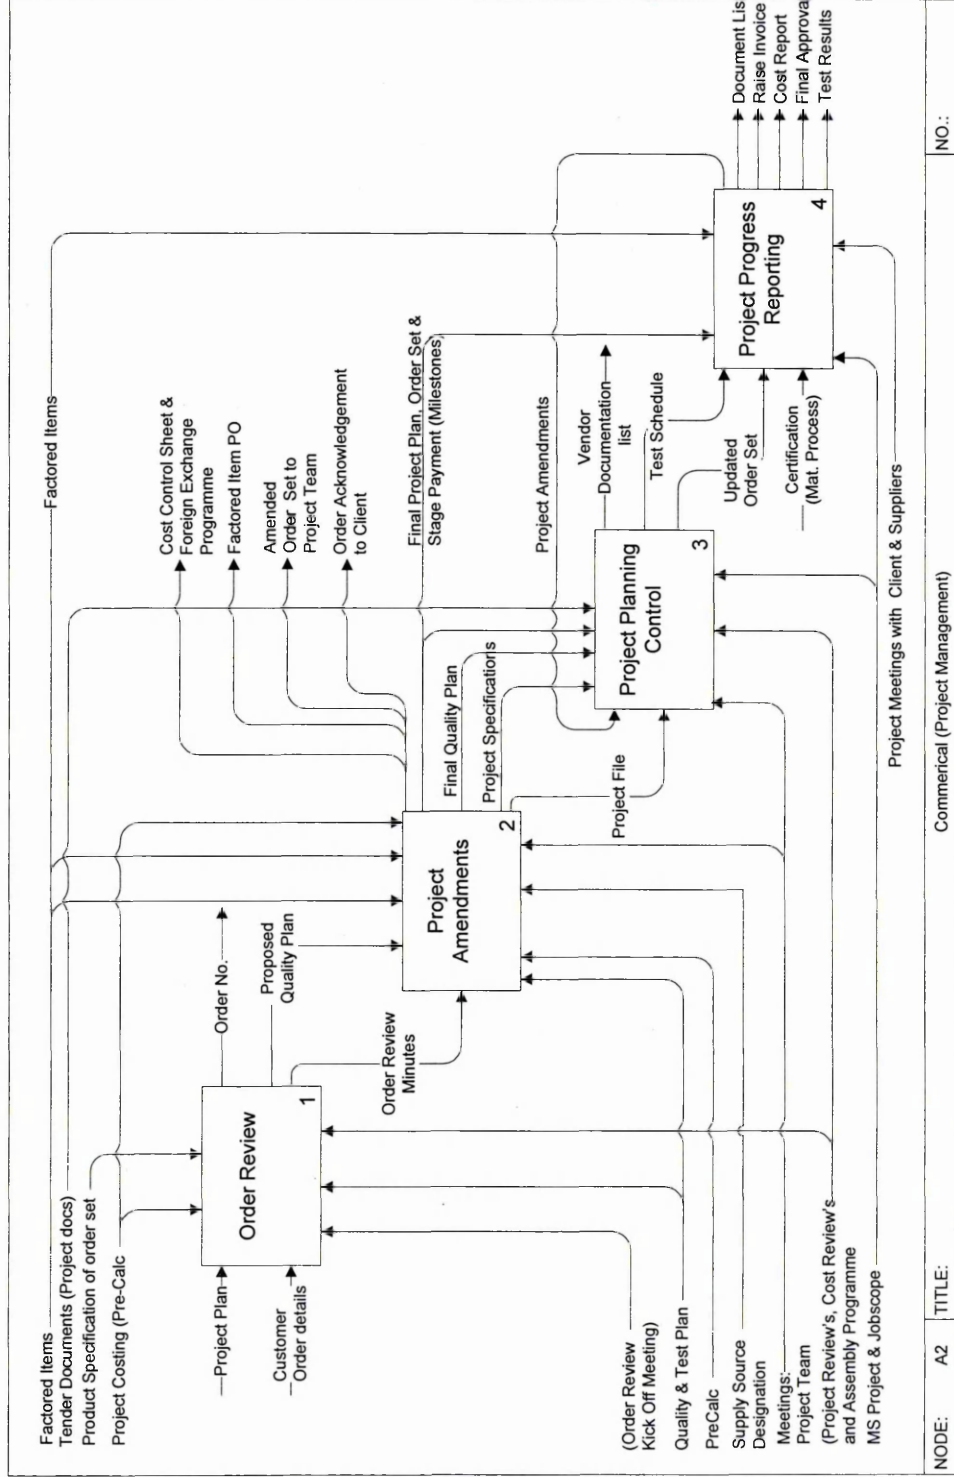 Factored Items
Tender Documents (Project docs)
Product Specification of order set
Project Costing (Pre-Calc)
Factored Items
Cost Control Sheet &
Foreign Exchange
Programme
Factored Item PO
Amended
Order Set to
Project Team
Order Acknowledgement
to Client
Final Project Plan, Order Set &
Stage Payment (Milestones)
Project Plan
Customer
Order details
Order Review
1
Order No.
Proposed
Quality Plan
Order Review
Minutes
Project
Amendments
2
Final Quality Plan
Project Specifications
Project File
Project Amendments
Project Planning
Control
3
Vendor
Documentation
list
Test Schedule
Updated
Order Set
Certification
(Mat. Process)
Project Progress
Reporting
4
Document Lis
Raise Invoice
Cost Report
Final Approva
Test Results
(Order Review
Kick Off Meeting)
Quality & Test Plan
PreCalc
Supply Source
Designation
Meetings:
Project Team
(Project Review's, Cost Review's
and Assembly Programme
MS Project & Jobscope
Project Meetings with Client & Suppliers
NODE: A2
TITLE: Commerical (Project Management)
NO.: